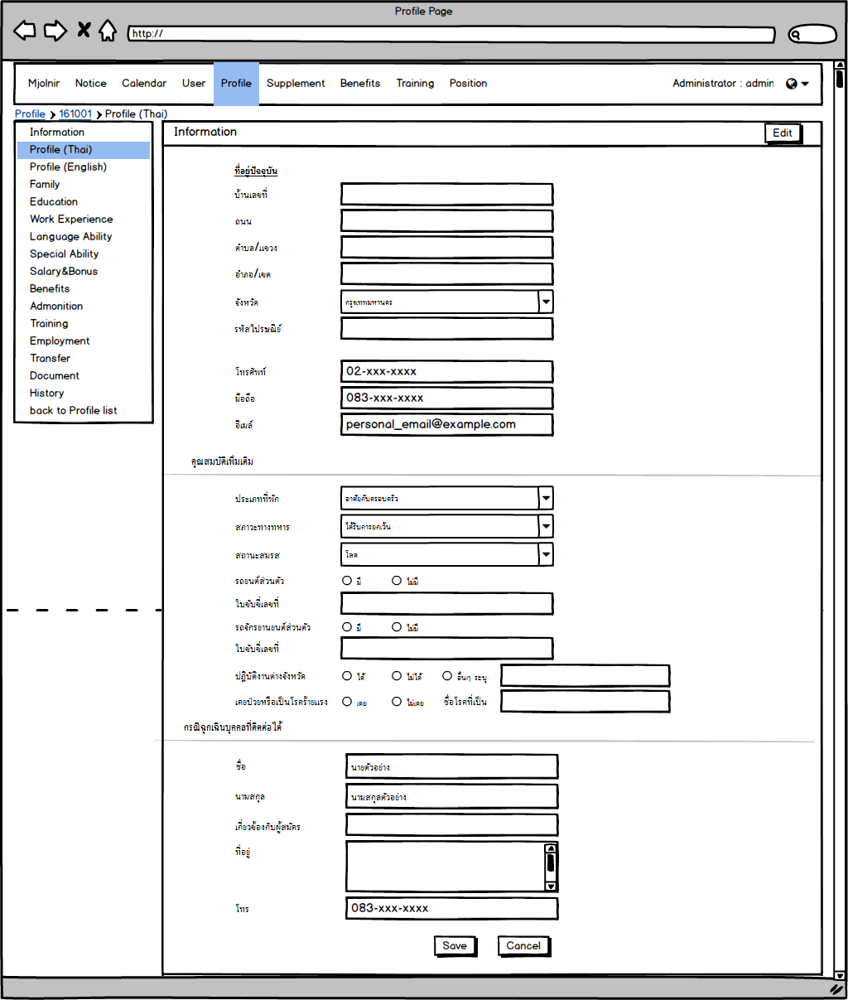 Profile Page
http://
Mjolnir Notice Calendar User Profile Supplement Benefits Training Position Administrator : admin
Profile 161001 Profile (Thai)
Information
Profile (Thai)
Profile (English)
Family
Education
Work Experience
Language Ability
Special Ability
Salary&Bonus
Benefits
Admonition
Training
Employment
Transfer
Document
History
back to Profile list
Information Edit
ที่อยู่ปัจจุบัน
บ้านเลขที่
ถนน
ตำบล/แขวง
อำภอ/เขต
จังหวัด กรุงเทพมหานคร
รหัสไปรษณีย์
โทรศัพท์ 02-xxx-xxxx
มือถือ 083-xxx-xxxx
อีเมล์ personal_email@example.com
คุณสมบัติเพิ่มเติม
ประเภทที่พัก อาศัยกับครอบครัว
สภาวะทางทหาร ได้รับการยกเว้น
สถานะสมรส โสด
รถยนต์ส่วนตัว มี ไม่มี
ใบขับขี่เลขที่
รถจักรยานยนต์ส่วนตัว มี ไม่มี
ใบขับขี่เลขที่
ปฏิบัติงานต่างจังหวัด ได้ ไม่ได้ อื่นๆ ระบุ
เคยป่วยหรือเป็นโรคร้ายแรง เคย ไม่เคย ชื่อโรคที่เป็น
กรณิฉุกเฉินบุคคลที่ติดต่อได้
ชื่อ นายตัวอย่าง
นามสกุล นามสกุลตัวอย่าง
เกี่ยวข้องกับผู้สมัคร
ที่อยู่
โทร 083-xxx-xxxx
Save Cancel